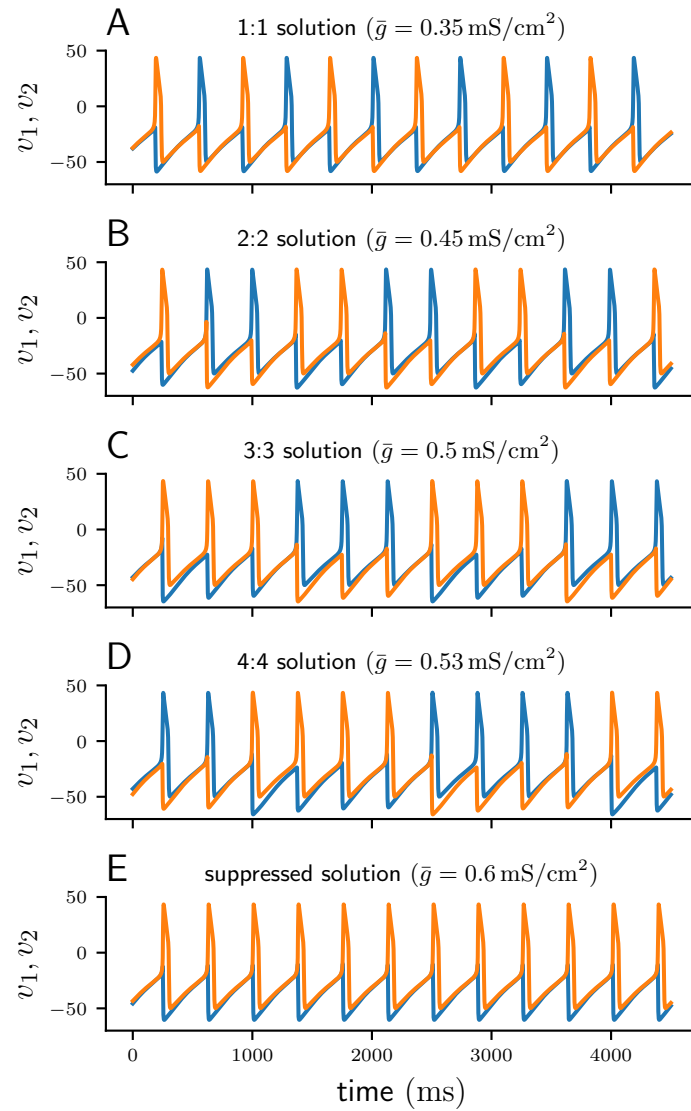 A
1:1 solution (ḡ = 0.35 mS/cm²)
50
0
−50
v₁, v₂
B
2:2 solution (ḡ = 0.45 mS/cm²)
50
0
−50
v₁, v₂
C
3:3 solution (ḡ = 0.5 mS/cm²)
50
0
−50
v₁, v₂
D
4:4 solution (ḡ = 0.53 mS/cm²)
50
0
−50
v₁, v₂
E
suppressed solution (ḡ = 0.6 mS/cm²)
50
0
−50
v₁, v₂
0 1000 2000 3000 4000
time (ms)